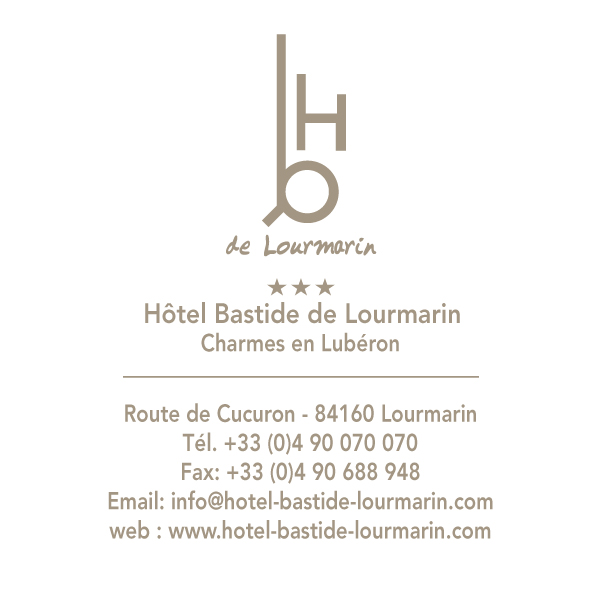 Hb
de Lourmarin
★★★
Hôtel Bastide de Lourmarin
Charmes en Lubéron
Route de Cucuron - 84160 Lourmarin
Tél. +33 (0)4 90 070 070
Fax: +33 (0)4 90 688 948
Email: info@hotel-bastide-lourmarin.com
web : www.hotel-bastide-lourmarin.com